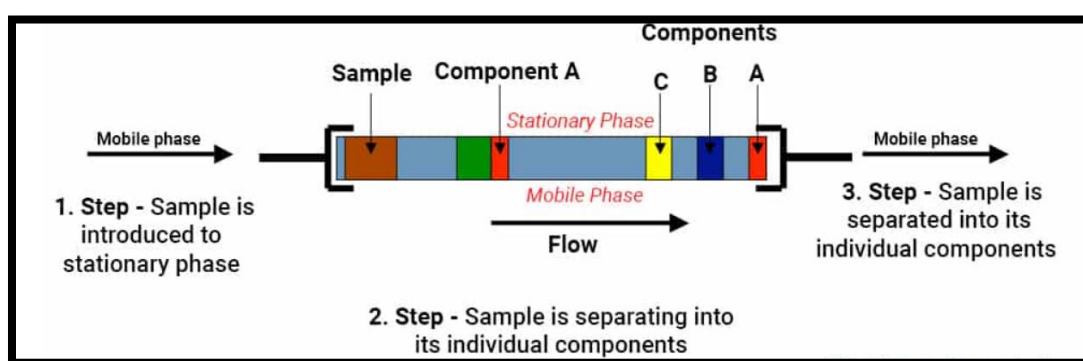 Components
Sample
Component A
C
B
A
Stationary Phase
Mobile phase
Mobile phase
Mobile Phase
Flow
1. Step - Sample is
introduced to
stationary phase
3. Step - Sample is
separated into its
individual components
2. Step - Sample is separating into
its individual components